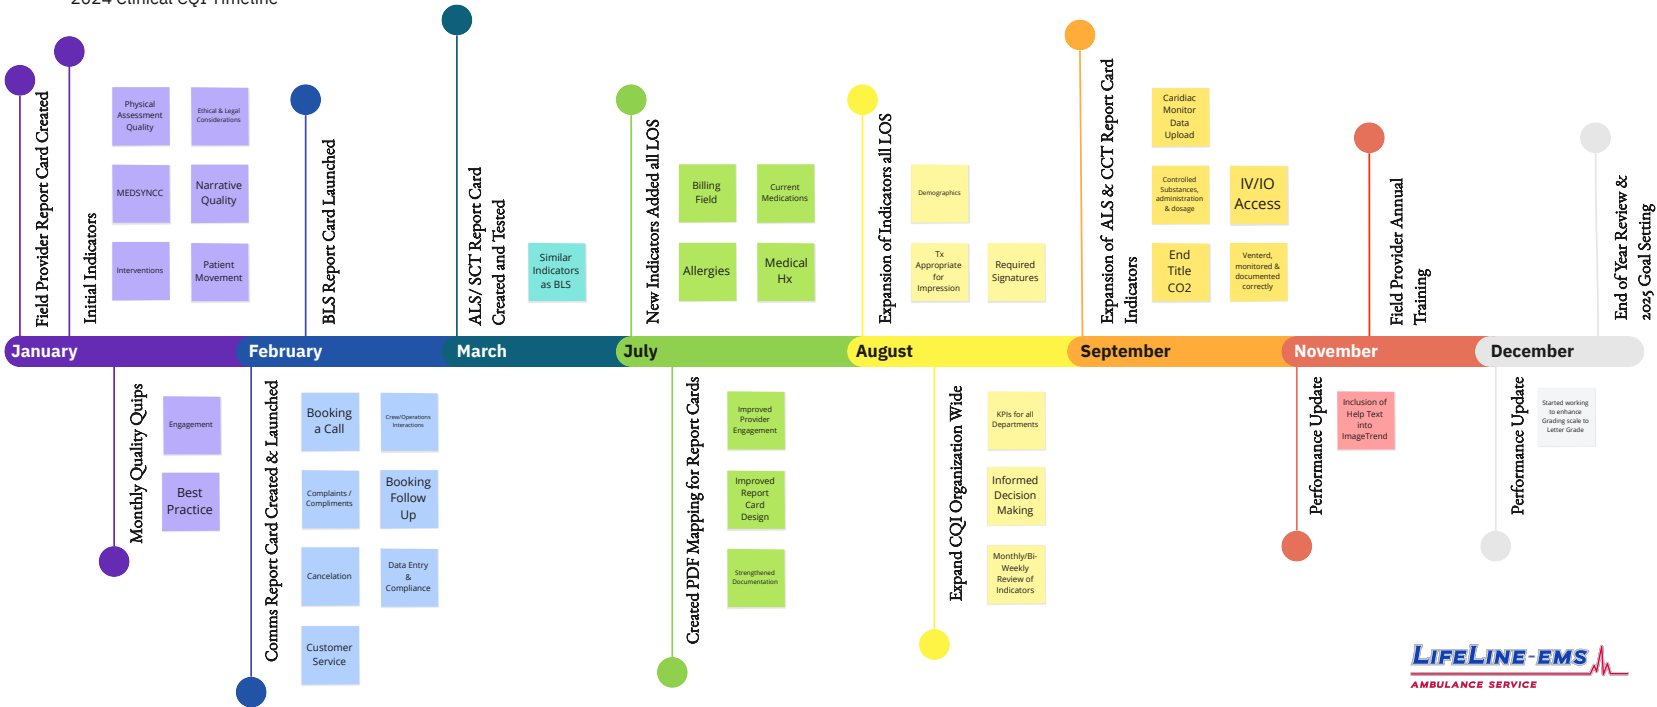 2024 Clinical CQI Timeline
Field Provider Report Card Created
Initial Indicators
Physical
Assessment
Quality
Ethical & Legal
Considerations
MEDSYNCC
Narrative
Quality
Interventions
Patient
Movement
BLS Report Card Launched
ALS/ SCT Report Card
Created and Tested
Similar
Indicators
as BLS
New Indicators Added all LOS
Billing
Field
Current
Medications
Allergies
Medical
Hx
Expansion of Indicators all LOS
Demographics
Tx
Appropriate
for
Impression
Required
Signatures
Expansion of ALS & CCT Report Card
Indicators
Caridiac
Monitor
Data
Upload
Controlled
Substances,
administration
& dosage
IV/IO
Access
End
Title
CO2
Venterd,
monitored &
documented
correctly
Field Provider Annual
Training
End of Year Review &
2025 Goal Setting
January
February
March
July
August
September
November
December
Monthly Quality Quips
Engagement
Best
Practice
Comms Report Card Created & Launched
Booking
a Call
Crew/Operations
Interactions
Complaints /
Compliments
Booking
Follow
Up
Cancelation
Data Entry
&
Compliance
Customer
Service
Created PDF Mapping for Report Cards
Improved
Provider
Engagement
Improved
Report
Card
Design
Strengthened
Documentation
Expand CQI Organization Wide
KPIs for all
Departments
Informed
Decision
Making
Monthly/Bi-
Weekly
Review of
Indicators
Performance Update
Inclusion of
Help Text
into
ImageTrend
Performance Update
Started working
to enhance
Grading scale to
Letter Grade
LIFELINE-EMS
AMBULANCE SERVICE